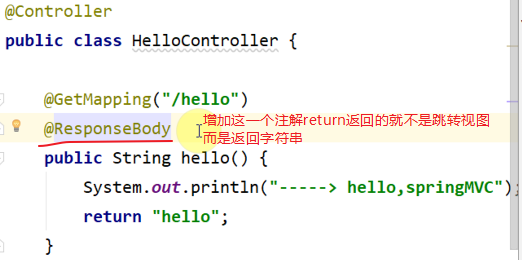 @Controller
public class HelloController {
@GetMapping("/hello")
@ResponseBody 增加这一个注解return返回的就不是跳转视图
而是返回字符串
public String hello() {
System.out.println("-----> hello,springMVC");
return "hello";
}